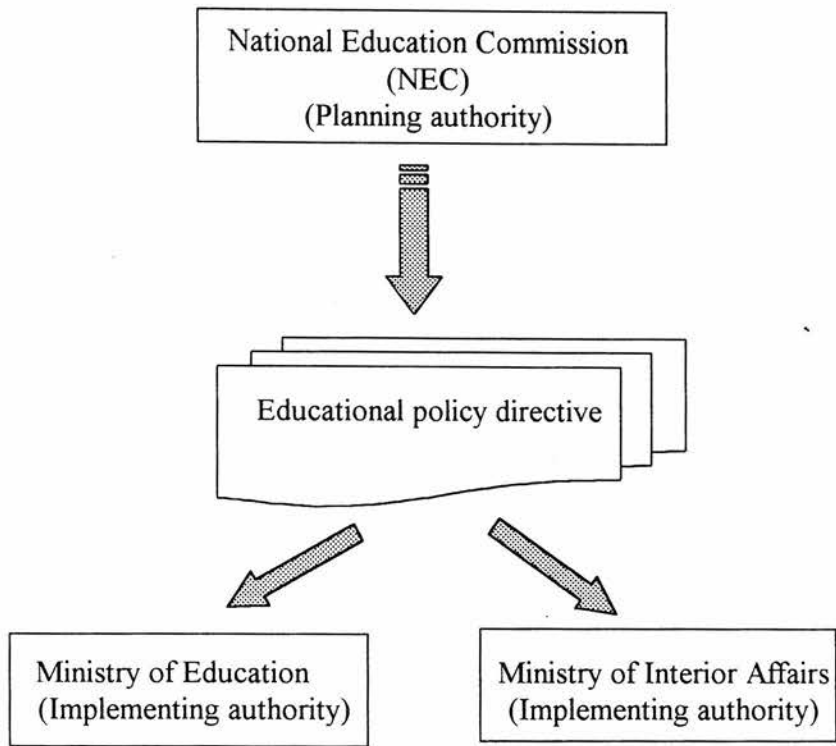 National Education Commission
(NEC)
(Planning authority)
Educational policy directive
Ministry of Education
(Implementing authority)
Ministry of Interior Affairs
(Implementing authority)